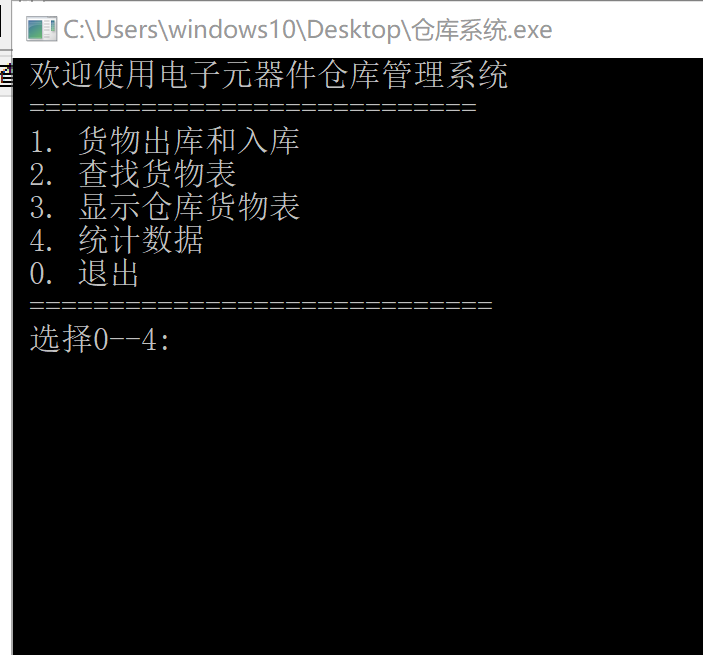 C:\Users\windows10\Desktop\仓库系统.exe
欢迎使用电子元器件仓库管理系统
============================
1. 货物出库和入库
2. 查找货物表
3. 显示仓库货物表
4. 统计数据
0. 退出
=============================
选择0--4: